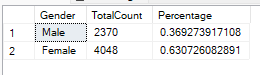 Gender TotalCount Percentage
1 Male 2370 0.369273917108
2 Female 4048 0.630726082891